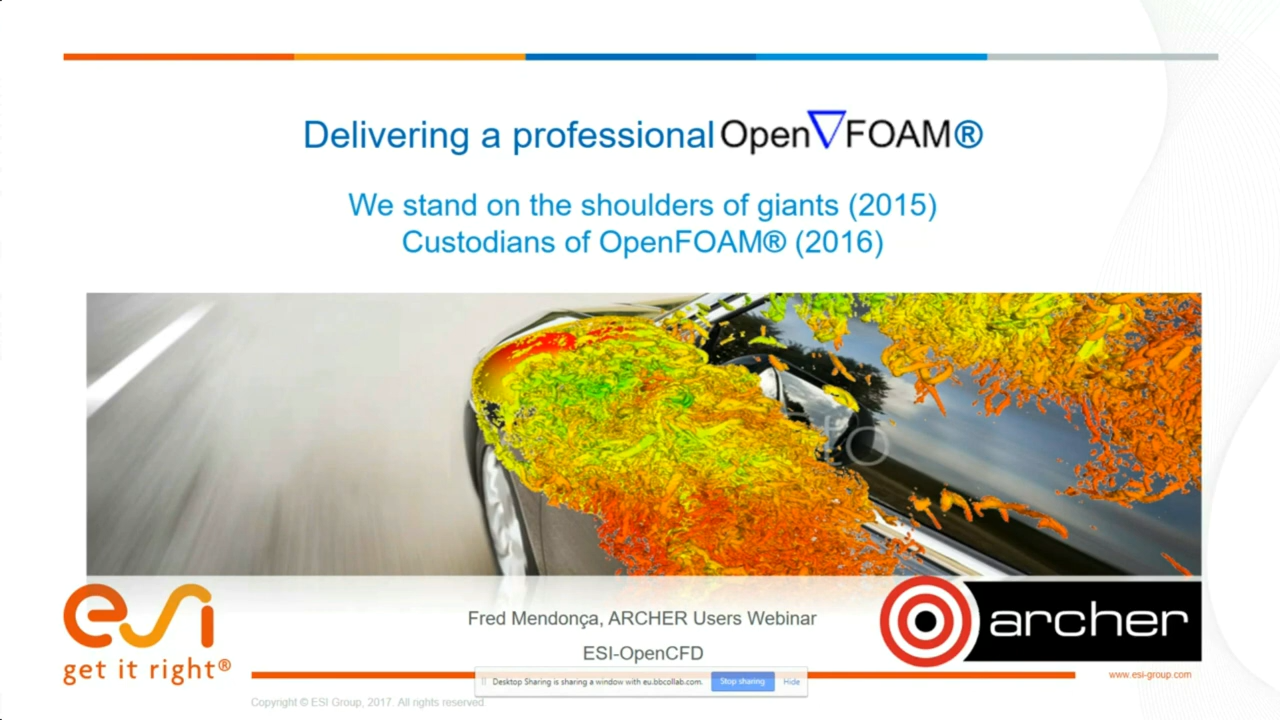 Delivering a professional Open▽FOAM®
We stand on the shoulders of giants (2015)
Custodians of OpenFOAM® (2016)
esi
get it right®
Fred Mendonça, ARCHER Users Webinar
ESI-OpenCFD
archer
Desktop Sharing is sharing a window with eu.bbcollab.com.
Stop sharing
Hide
www.esi-group.com
Copyright © ESI Group, 2017. All rights reserved.